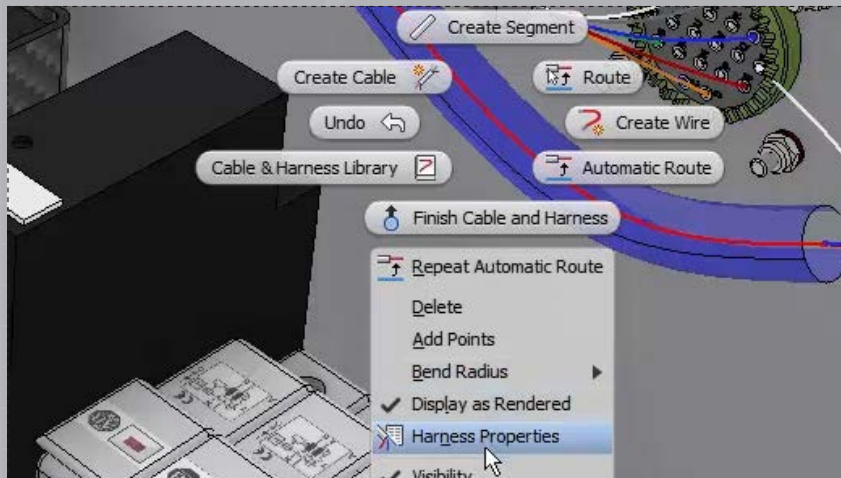 Create Segment
Create Cable
Route
Undo
Create Wire
Cable & Harness Library
Automatic Route
Finish Cable and Harness
Repeat Automatic Route
Delete
Add Points
Bend Radius
Display as Rendered
Harness Properties
Visibility